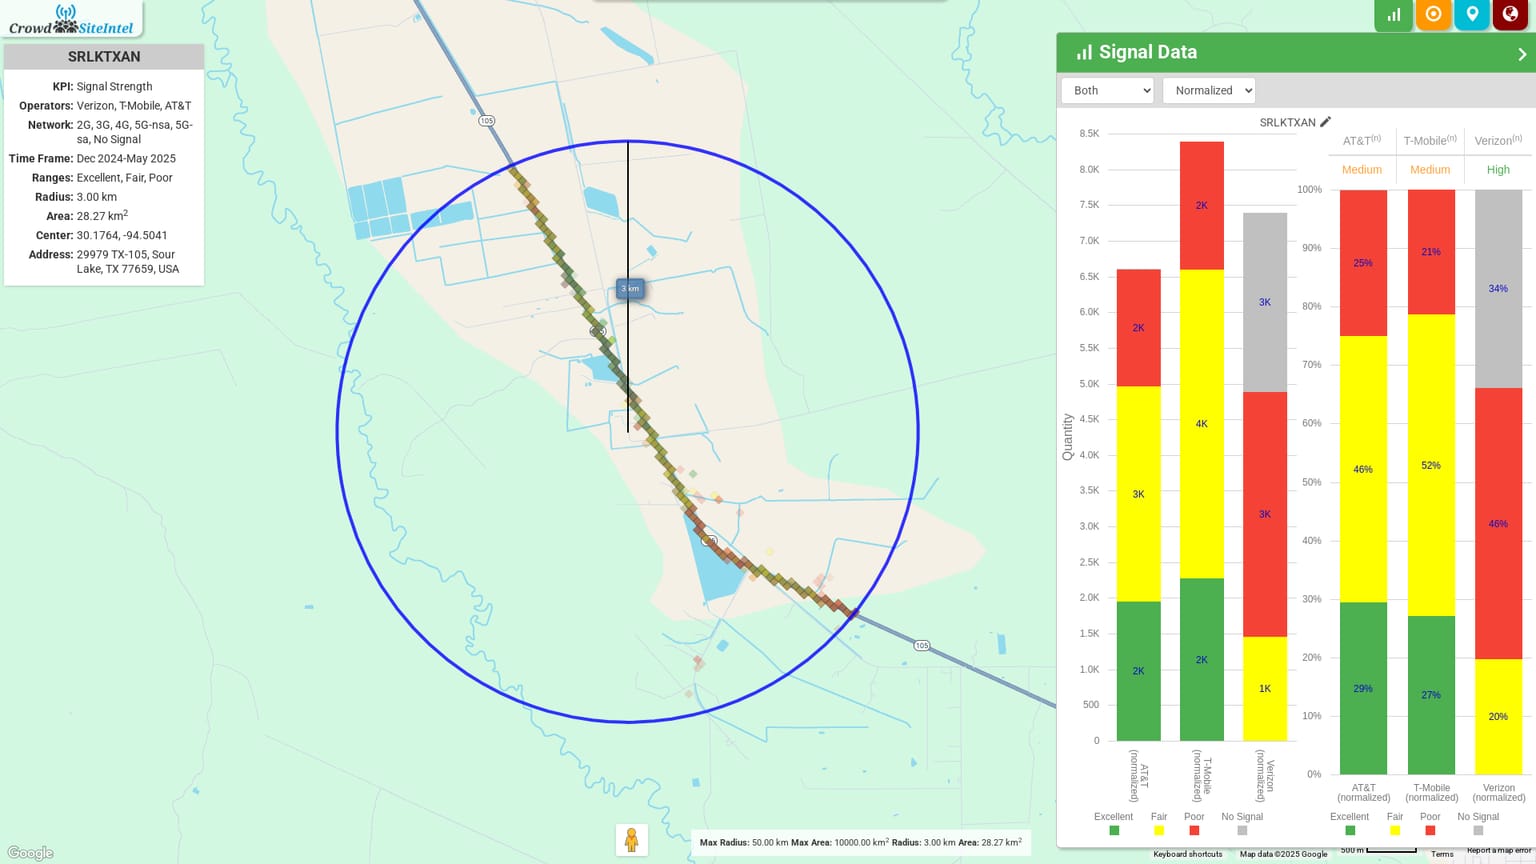 Crowd SiteIntel
SRLKTXAN
KPI: Signal Strength
Operators: Verizon, T-Mobile, AT&T
Network: 2G, 3G, 4G, 5G-nsa, 5G-
sa, No Signal
Time Frame: Dec 2024-May 2025
Ranges: Excellent, Fair, Poor
Radius: 3.00 km
Area: 28.27 km²
Center: 30.1764, -94.5041
Address: 29979 TX-105, Sour
Lake, TX 77659, USA
105
3 km
105
Google
Max Radius: 50.00 km Max Area: 10000.00 km² Radius: 3.00 km Area: 28.27 km²
Signal Data
Both
Normalized
SRLKTXAN
Quantity
8.5K
8.0K
7.5K
7.0K
6.5K
6.0K
5.5K
5.0K
4.5K
4.0K
3.5K
3.0K
2.5K
2.0K
1.5K
1.0K
500
0
2K
3K
2K
2K
4K
2K
3K
3K
1K
AT&T
(normalized)
T-Mobile
(normalized)
Verizon
(normalized)
Excellent
Fair
Poor
No Signal
AT&T(n)
T-Mobile(n)
Verizon(n)
Medium
Medium
High
100%
90%
80%
70%
60%
50%
40%
30%
20%
10%
0%
25%
46%
29%
21%
52%
27%
34%
46%
20%
AT&T
(normalized)
T-Mobile
(normalized)
Verizon
(normalized)
Excellent
Fair
Poor
No Signal
Keyboard shortcuts
Map data ©2025 Google
500 m
Terms
Report a map error